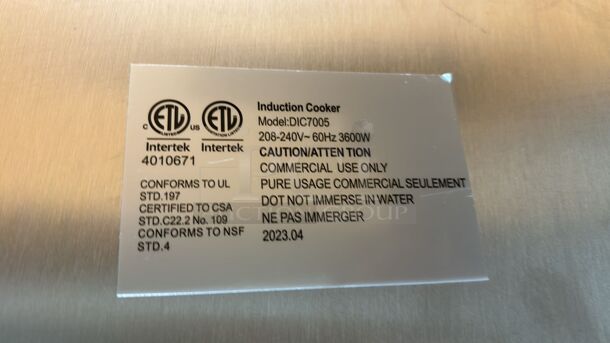 Induction Cooker
Model:DIC7005
208-240V~ 60Hz 3600W
CAUTION/ATTENTION
COMMERCIAL USE ONLY
PURE USAGE COMMERCIAL SEULEMENT
DOT NOT IMMERSE IN WATER
NE PAS IMMERGER
2023.04
C ETL US ETL
Intertek Intertek
4010671
CONFORMS TO UL
STD.197
CERTIFIED TO CSA
STD.C22.2 No. 109
CONFORMS TO NSF
STD.4